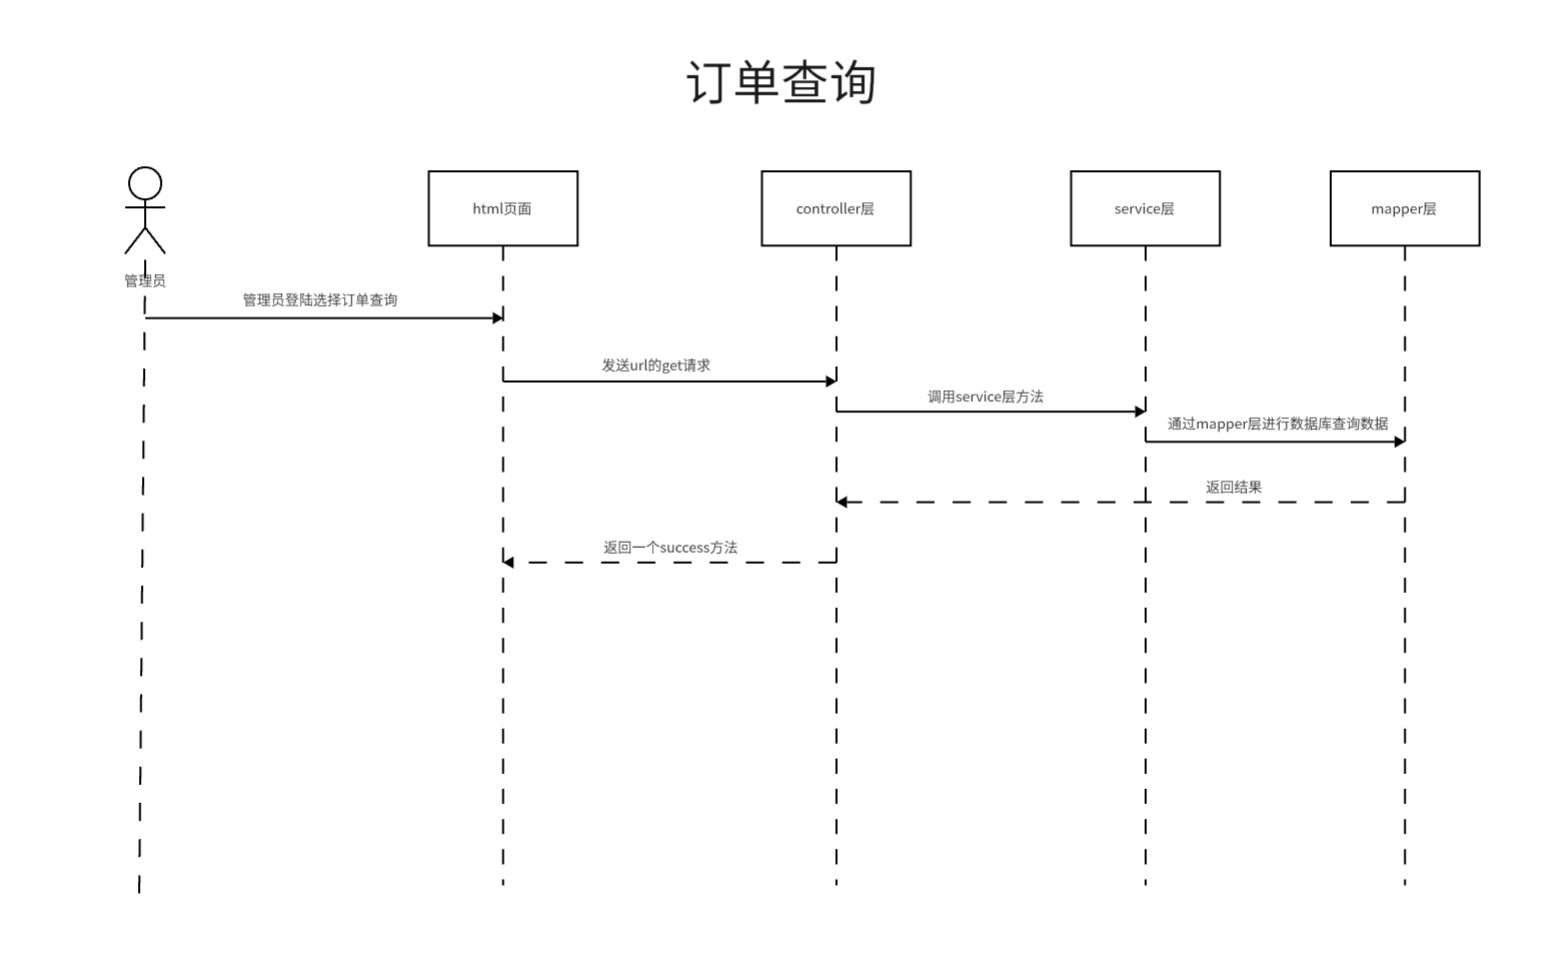 订单查询
html页面
controller层
service层
mapper层
管理员
管理员登陆选择订单查询
发送url的get请求
调用service层方法
通过mapper层进行数据库查询数据
返回结果
返回一个success方法